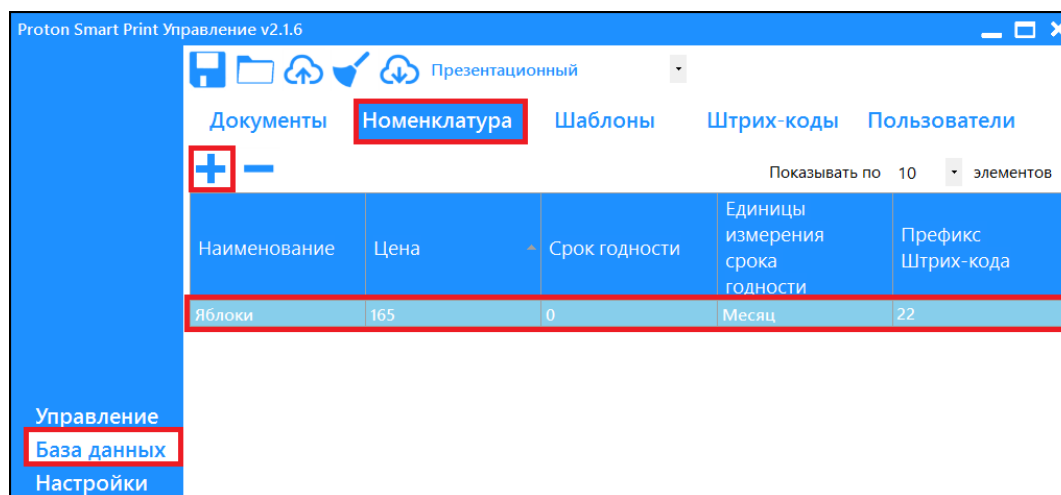 Proton Smart Print Управление v2.1.6
Презентационный
Документы Номенклатура Шаблоны Штрих-коды Пользователи
Показывать по 10 элементов
Наименование Цена Срок годности Единицы измерения срока годности Префикс Штрих-кода
Яблоки 165 0 Месяц 22
Управление
База данных
Настройки